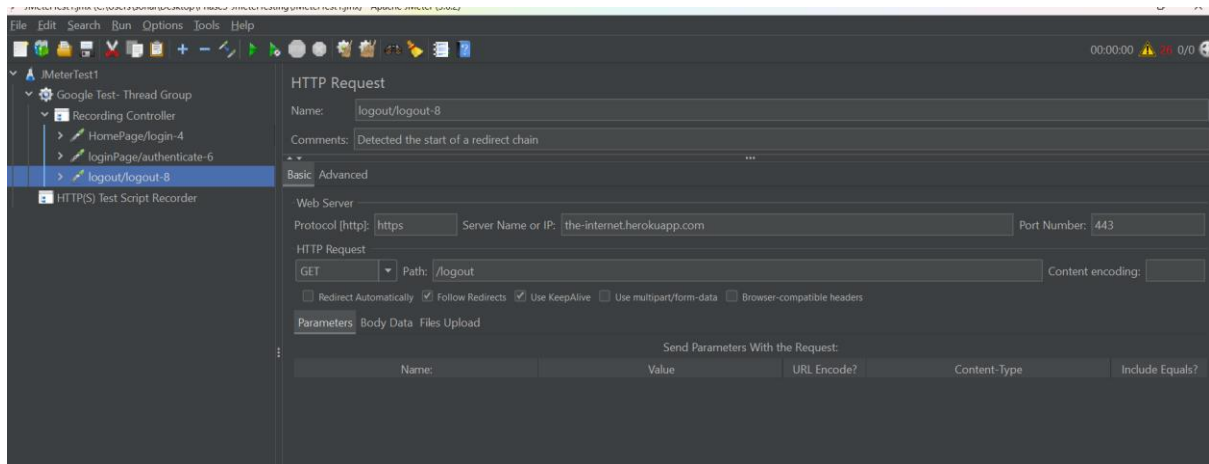 File Edit Search Run Options Tools Help
00:00:00 0/0
JMeterTest1
Google Test- Thread Group
Recording Controller
HomePage/login-4
loginPage/authenticate-6
logout/logout-8
HTTP(S) Test Script Recorder
HTTP Request
Name: logout/logout-8
Comments: Detected the start of a redirect chain
Basic Advanced
Web Server
Protocol [http]: https Server Name or IP: the-internet.herokuapp.com Port Number: 443
HTTP Request
GET Path: /logout Content encoding:
Redirect Automatically Follow Redirects Use KeepAlive Use multipart/form-data Browser-compatible headers
Parameters Body Data Files Upload
Send Parameters With the Request:
Name: Value URL Encode? Content-Type Include Equals?